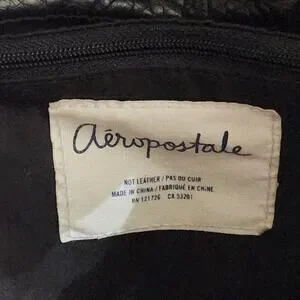 aéropostale
NOT LEATHER / PAS DU CUIR
MADE IN CHINA / FABRIQUÉ EN CHINE
RN 121726 CA 53261